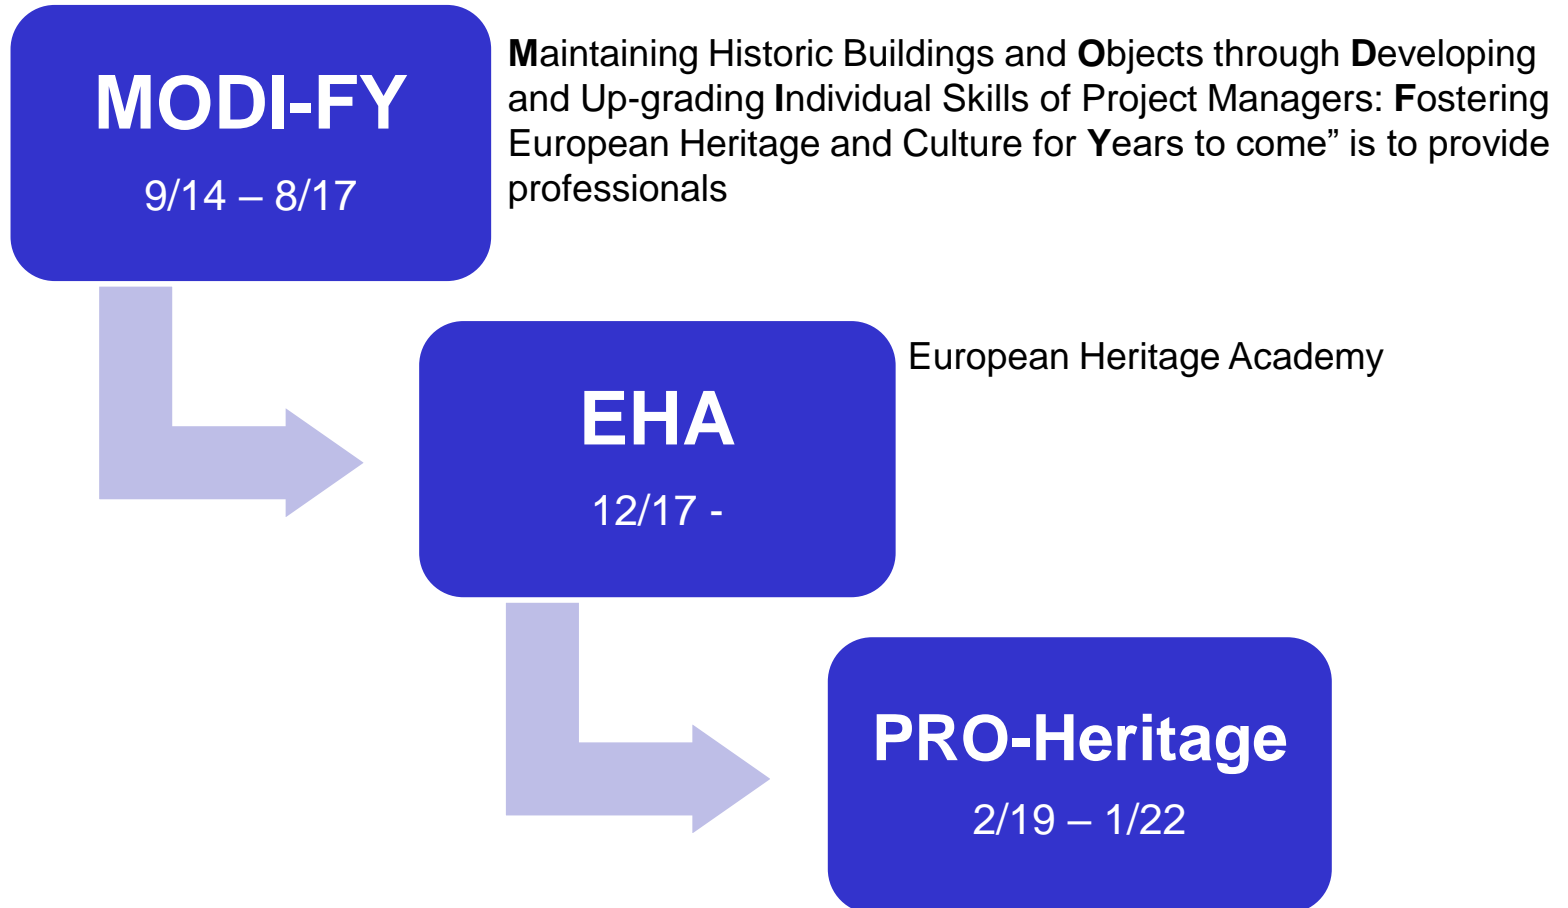 MODI-FY
9/14 – 8/17
Maintaining Historic Buildings and Objects through Developing
and Up-grading Individual Skills of Project Managers: Fostering
European Heritage and Culture for Years to come” is to provide
professionals
EHA
12/17 -
European Heritage Academy
PRO-Heritage
2/19 – 1/22